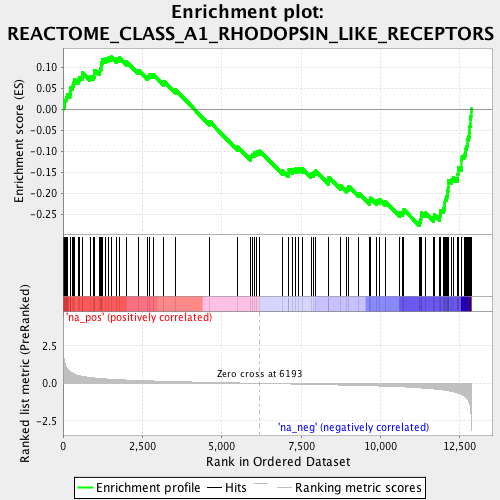 Enrichment plot:
REACTOME_CLASS_A1_RHODOPSIN_LIKE_RECEPTORS
Enrichment score (ES)
0.10
0.05
0.00
-0.05
-0.10
-0.15
-0.20
-0.25
'na_pos' (positively correlated)
Ranked list metric (PreRanked)
2.5
0.0
-2.5
Zero cross at 6193
'na_neg' (negatively correlated)
0
2,500
5,000
7,500
10,000
12,500
Rank in Ordered Dataset
Enrichment profile
Hits
Ranking metric scores